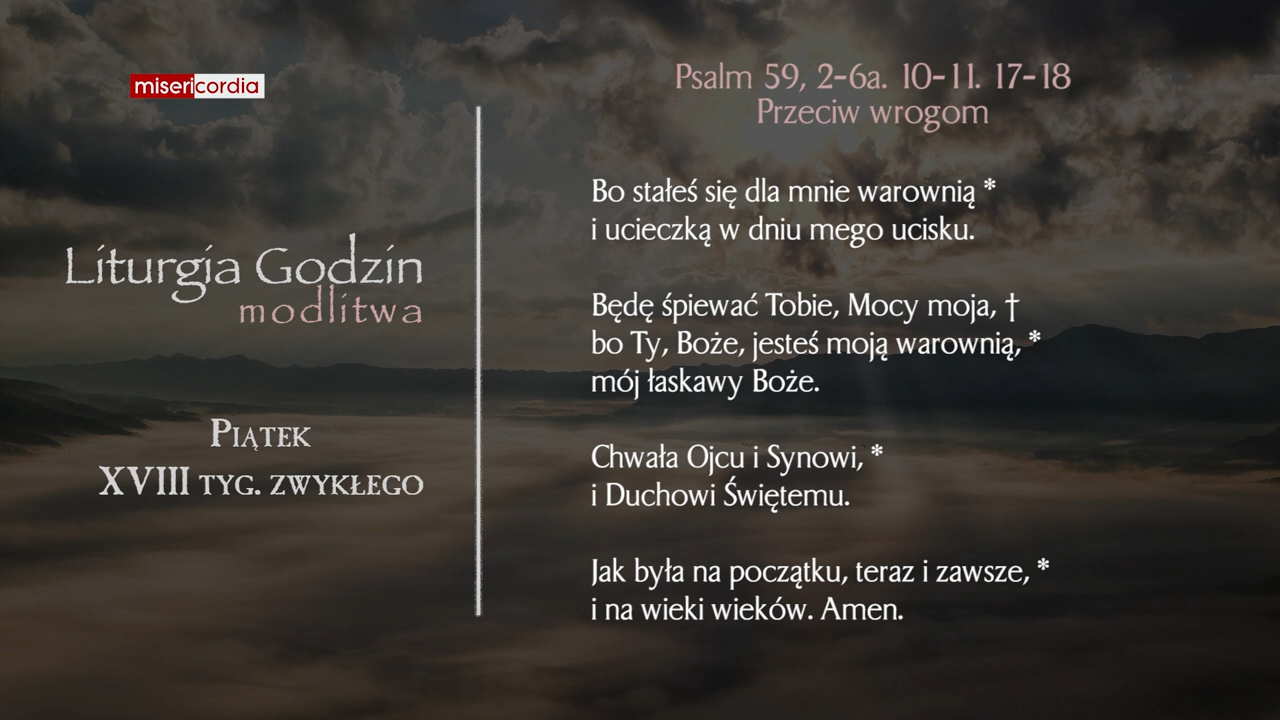 misericordia
Liturgia Godzin
modlitwa
Piątek
XVIII tyg. zwykłego
Psalm 59, 2-6a. 10-11. 17-18
Przeciw wrogom
Bo stałeś się dla mnie warownią *
i ucieczką w dniu mego ucisku.
Będę śpiewać Tobie, Mocy moja, †
bo Ty, Boże, jesteś moją warownią, *
mój łaskawy Boże.
Chwała Ojcu i Synowi, *
i Duchowi Świętemu.
Jak była na początku, teraz i zawsze, *
i na wieki wieków. Amen.